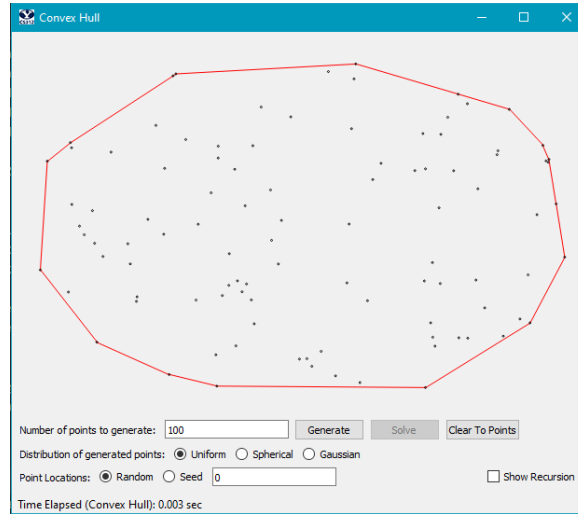 Convex Hull
Number of points to generate: 100 Generate Solve Clear To Points
Distribution of generated points: Uniform Spherical Gaussian
Point Locations: Random Seed 0 Show Recursion
Time Elapsed (Convex Hull): 0.003 sec